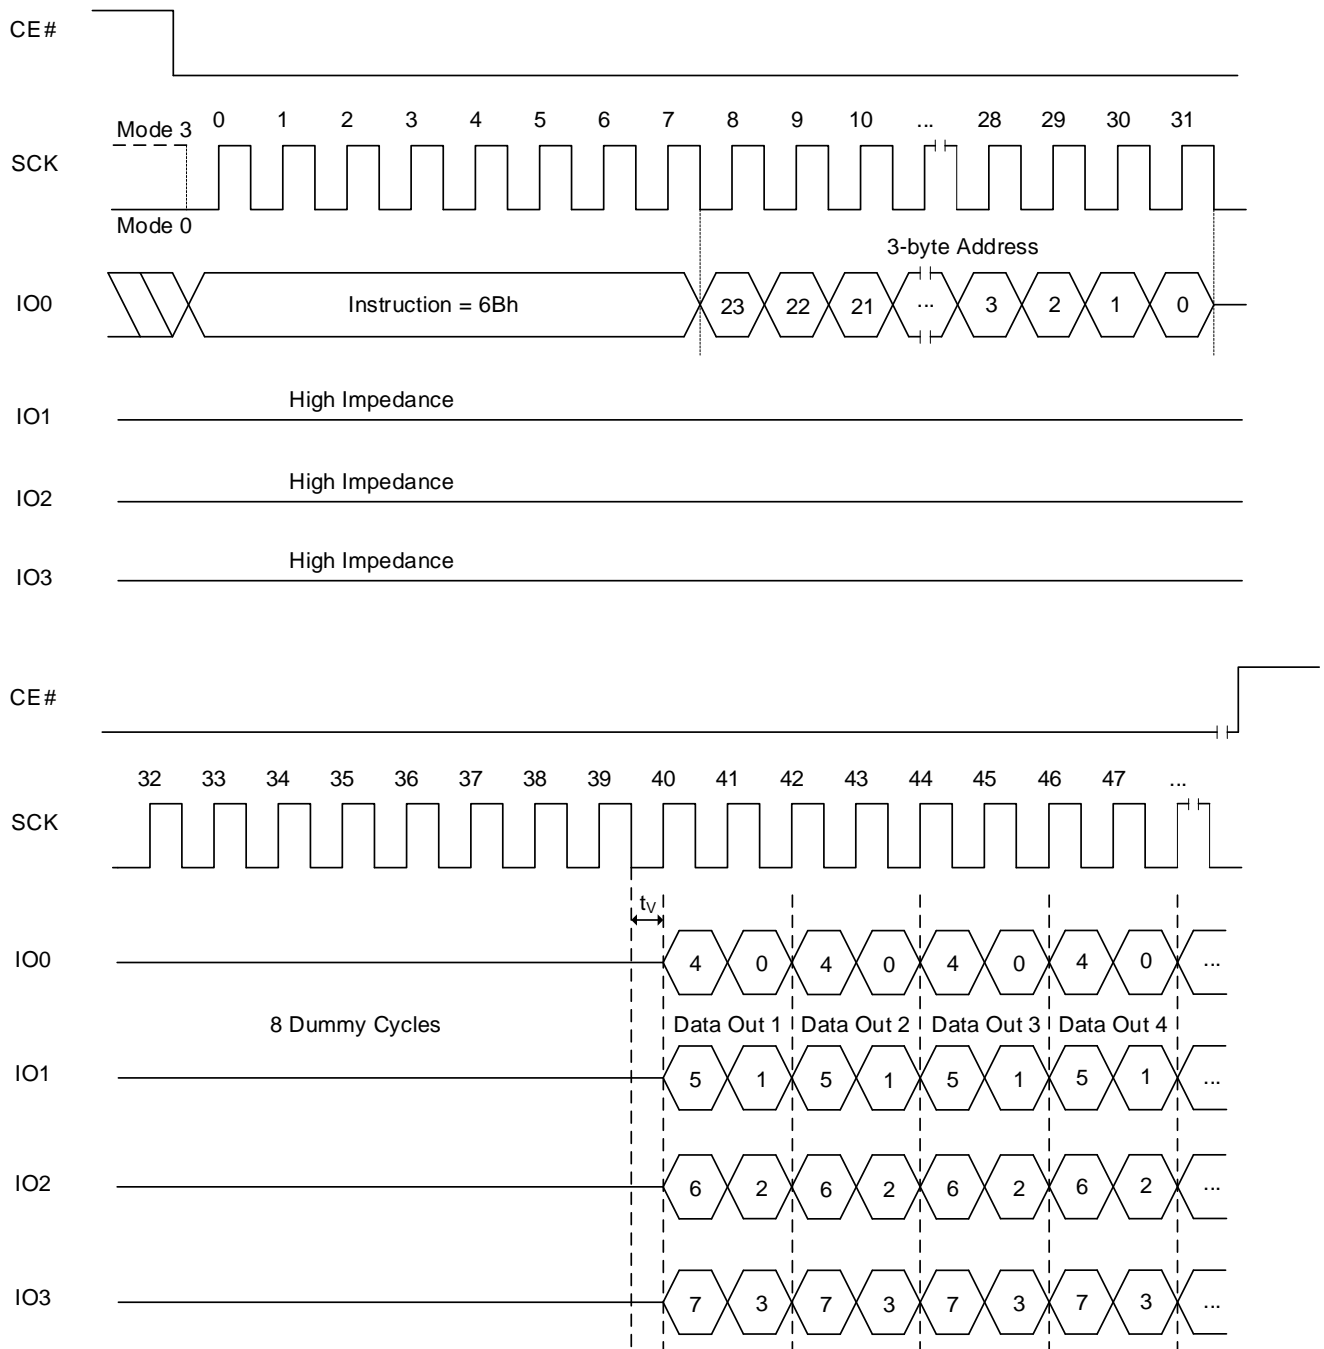 CE#
Mode 3 0 1 2 3 4 5 6 7 8 9 10 ... 28 29 30 31
SCK
Mode 0
3-byte Address
IO0 Instruction = 6Bh 23 22 21 ... 3 2 1 0
High Impedance
IO1
High Impedance
IO2
High Impedance
IO3
CE#
32 33 34 35 36 37 38 39 40 41 42 43 44 45 46 47 ...
SCK
tV
IO0 4 0 4 0 4 0 4 0 ...
8 Dummy Cycles Data Out 1 Data Out 2 Data Out 3 Data Out 4
IO1 5 1 5 1 5 1 5 1 ...
IO2 6 2 6 2 6 2 6 2 ...
IO3 7 3 7 3 7 3 7 3 ...